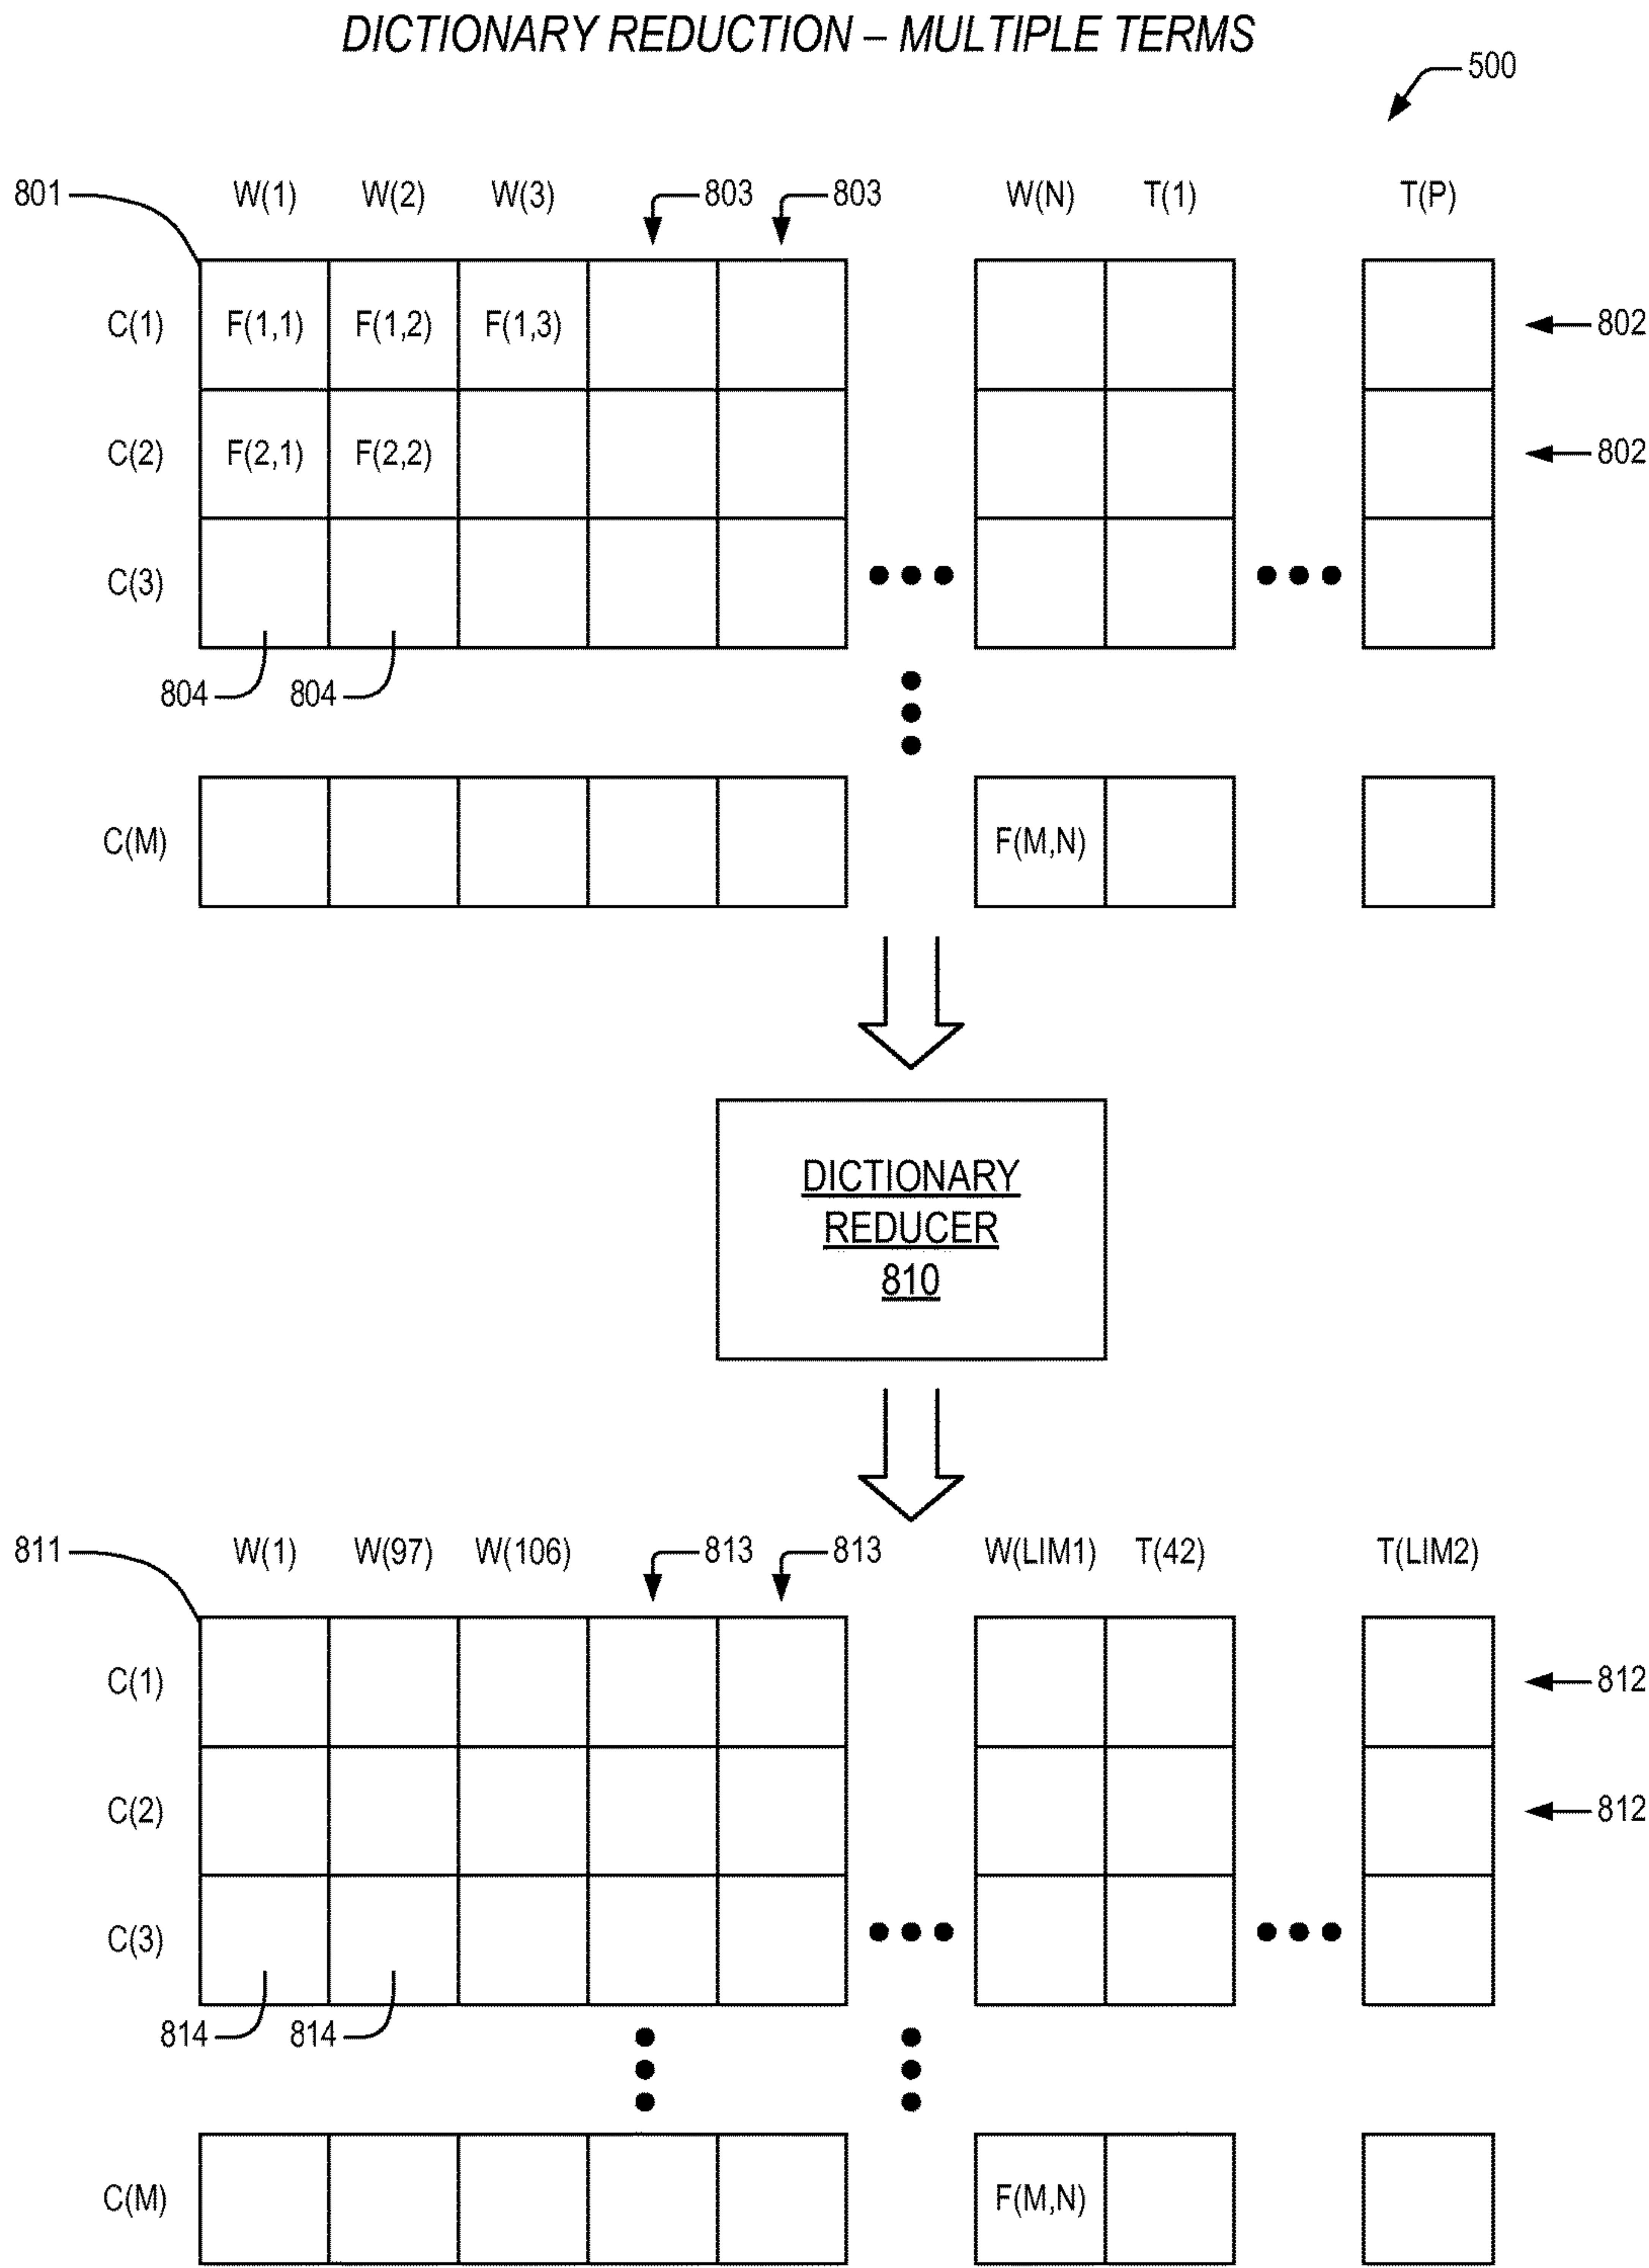 DICTIONARY REDUCTION – MULTIPLE TERMS
500
801 W(1) W(2) W(3) 803 803 W(N) T(1) T(P)
C(1) F(1,1) F(1,2) F(1,3) 802
C(2) F(2,1) F(2,2) 802
C(3)
804 804
C(M) F(M,N)
DICTIONARY
REDUCER
810
811 W(1) W(97) W(106) 813 813 W(LIM1) T(42) T(LIM2)
C(1) 812
C(2) 812
C(3)
814 814
C(M) F(M,N)